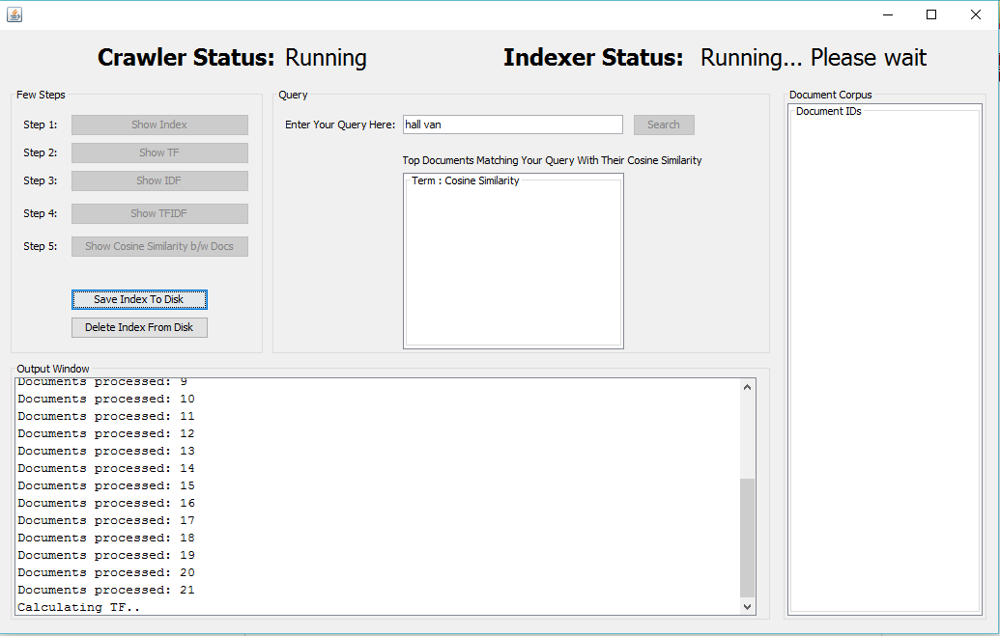 Crawler Status: Running
Indexer Status: Running... Please wait
Few Steps
Step 1: Show Index
Step 2: Show TF
Step 3: Show IDF
Step 4: Show TFIDF
Step 5: Show Cosine Similarity b/w Docs
Save Index To Disk
Delete Index From Disk
Query
Enter Your Query Here: hall van Search
Top Documents Matching Your Query With Their Cosine Similarity
Term : Cosine Similarity
Document Corpus
Document IDs
Output Window
Documents processed: 9
Documents processed: 10
Documents processed: 11
Documents processed: 12
Documents processed: 13
Documents processed: 14
Documents processed: 15
Documents processed: 16
Documents processed: 17
Documents processed: 18
Documents processed: 19
Documents processed: 20
Documents processed: 21
Calculating TF..